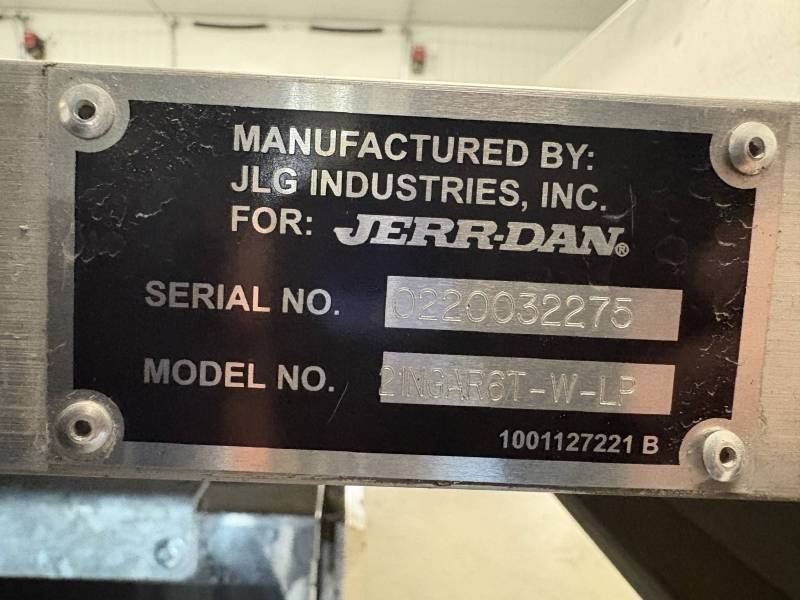 MANUFACTURED BY:
JLG INDUSTRIES, INC.
FOR: JERR-DAN®
SERIAL NO. 0220032275
MODEL NO. 21NGAR6T-W-LP
1001127221 B